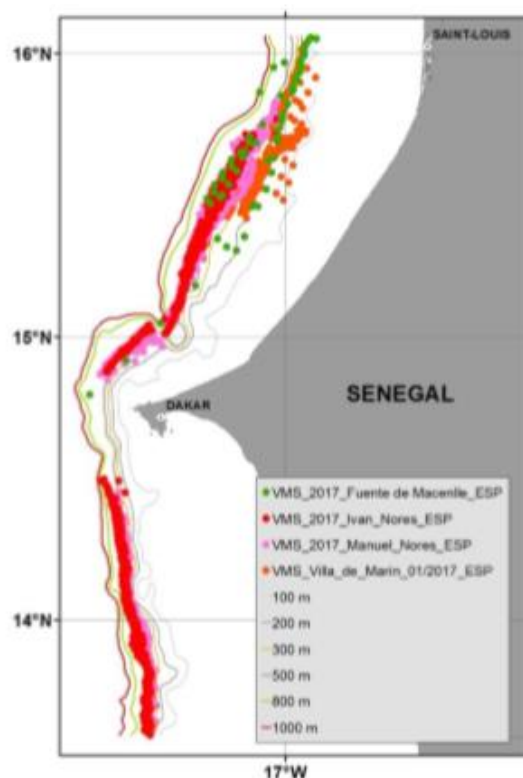 16°N
SAINT-LOUIS
15°N
DAKAR
SENEGAL
VMS_2017_Fuente de Macenlle_ESP
VMS_2017_Ivan_Nores_ESP
VMS_2017_Manuel_Nores_ESP
VMS_Villa_de_Marin_01/2017_ESP
100 m
200 m
300 m
500 m
800 m
1000 m
14°N
17°W